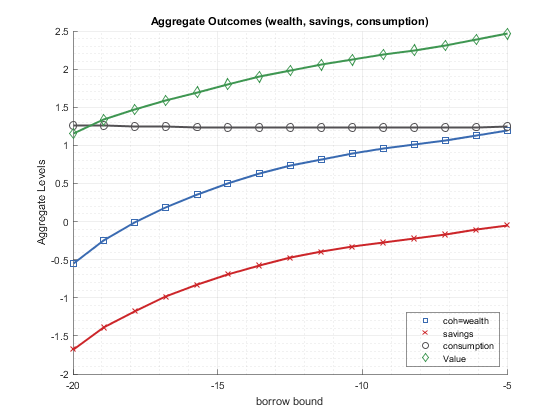 Aggregate Outcomes (wealth, savings, consumption)
2.5
2
1.5
1
0.5
0
-0.5
-1
-1.5
-2
Aggregate Levels
-20
-15
-10
-5
borrow bound
coh=wealth
savings
consumption
Value